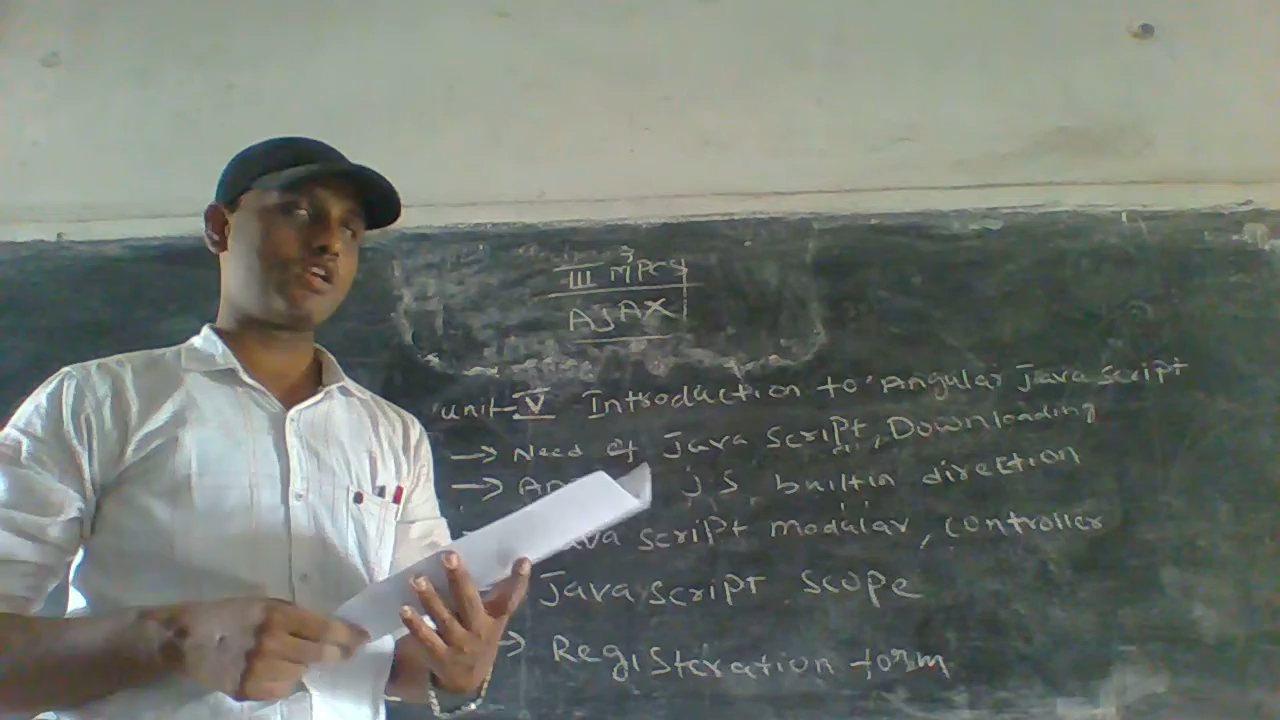 III MPCS
AJAX
unit-V Introduction to Angular Java Script
→ Need of Java Script, Downloading
→ JS, builtin direction
script modular, controller
Java script scope
→ Registeration form